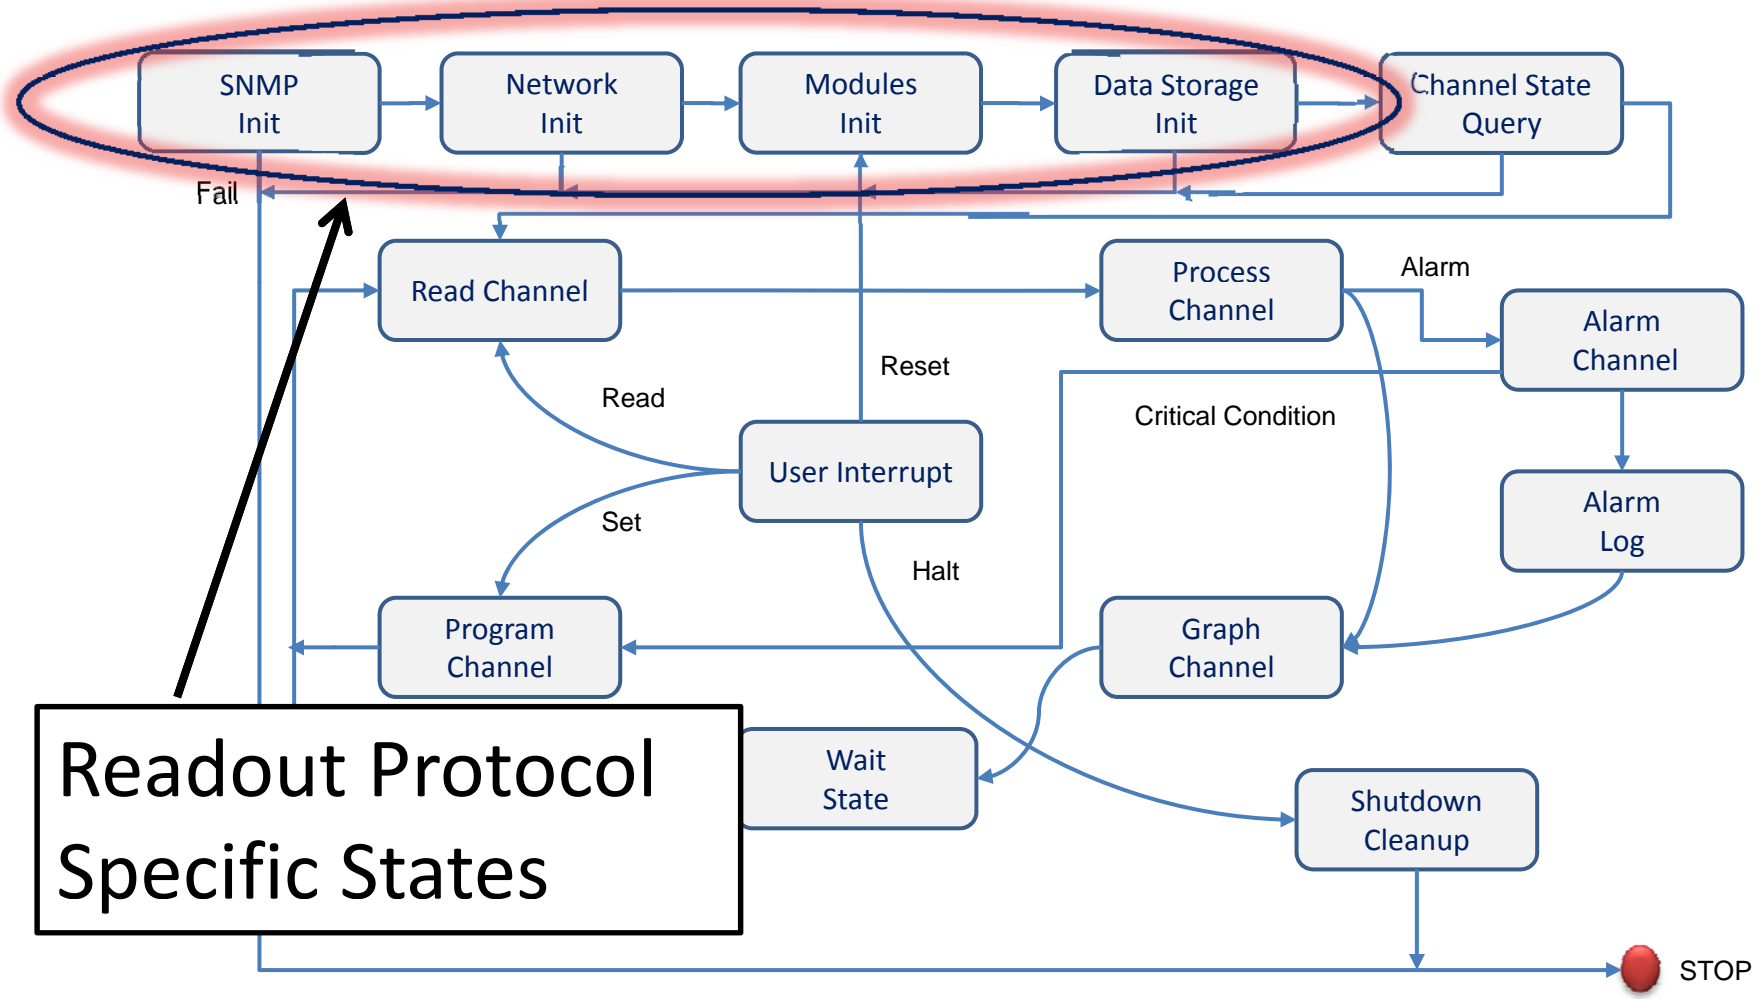 SNMP
Init
Network
Init
Modules
Init
Data Storage
Init
Channel State
Query
Fail
Read Channel
Process
Channel
Alarm
Alarm
Channel
Reset
Read
Critical Condition
User Interrupt
Alarm
Log
Set
Halt
Program
Channel
Graph
Channel
Readout Protocol
Specific States
Wait
State
Shutdown
Cleanup
STOP